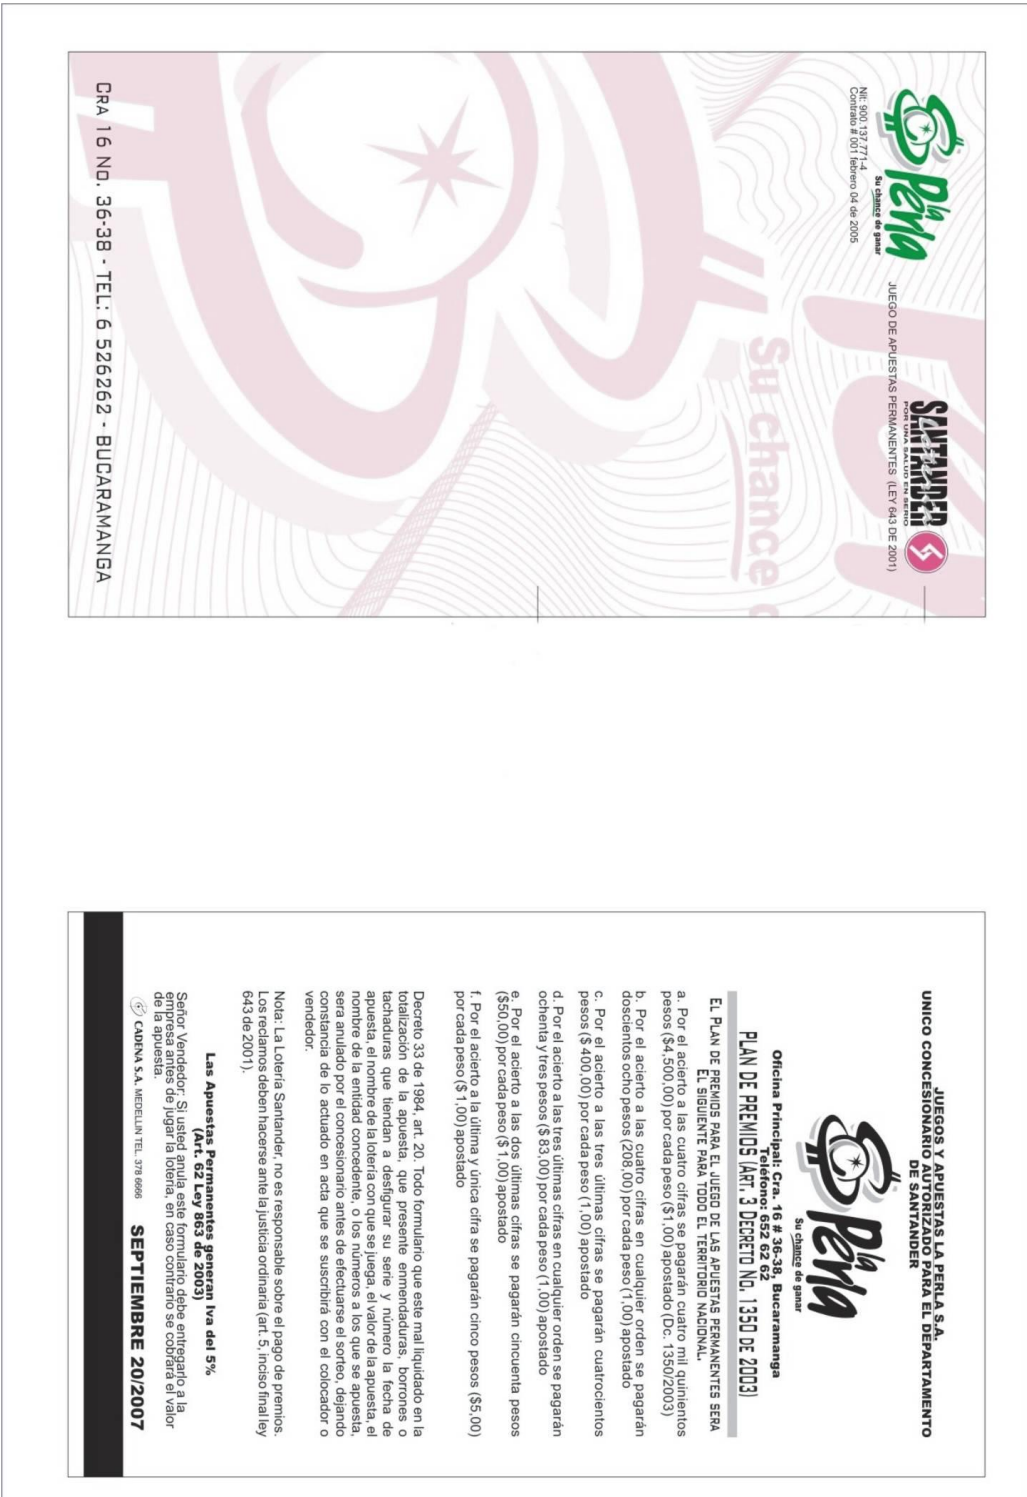 la Perla
Su chance de ganar
Nit: 900.137.771-4
Contrato # 001 febrero 04 de 2005
SANTANDER
POR UNA SALUD EN SERIO
JUEGO DE APUESTAS PERMANENTES (LEY 643 DE 2001)
Su chance d
CRA 16 No. 36-38 - TEL: 6 526262 - BUCARAMANGA
JUEGOS Y APUESTAS LA PERLA S.A.
UNICO CONCESIONARIO AUTORIZADO PARA EL DEPARTAMENTO
DE SANTANDER
la Perla
Su chance de ganar
Oficina Principal: Cra. 16 # 36-38, Bucaramanga
Teléfono: 652 62 62
PLAN DE PREMIOS (ART. 3 DECRETO No. 1350 DE 2003)
EL PLAN DE PREMIOS PARA EL JUEGO DE LAS APUESTAS PERMANENTES SERA
EL SIGUIENTE PARA TODO EL TERRITORIO NACIONAL.
a. Por el acierto a las cuatro cifras se pagarán cuatro mil quinientos
pesos ($4,500,00) por cada peso ($1,00) apostado (Dc. 1350/2003)
b. Por el acierto a las cuatro cifras en cualquier orden se pagarán
doscientos ocho pesos (208,00) por cada peso (1,00) apostado
c. Por el acierto a las tres últimas cifras se pagarán cuatrocientos
pesos ($ 400,00) por cada peso (1,00) apostado
d. Por el acierto a las tres últimas cifras en cualquier orden se pagarán
ochenta y tres pesos ($ 83,00) por cada peso (1,00) apostado
e. Por el acierto a las dos últimas cifras se pagarán cincuenta pesos
($50,00) por cada peso ($ 1,00) apostado
f. Por el acierto a la última y única cifra se pagarán cinco pesos ($5,00)
por cada peso ($ 1,00) apostado
Decreto 33 de 1984, art. 20. Todo formulario que este mal liquidado en la
totalización de la apuesta, que presente enmendaduras, borrones o
tachaduras que tiendan a desfigurar su serie y número la fecha de
apuesta, el nombre de la lotería con que se juega, el valor de la apuesta, el
nombre de la entidad concedente, o los números a los que se apuesta,
sera anulado por el concesionario antes de efectuarse el sorteo, dejando
constancia de lo actuado en acta que se suscribirá con el colocador o
vendedor.
Nota: La Lotería Santander, no es responsable sobre el pago de premios.
Los reclamos deben hacerse ante la justicia ordinaria (art. 5, inciso final ley
643 de 2001).
Las Apuestas Permanentes generan Iva del 5%
(Art. 62 Ley 863 de 2003)
Señor Vendedor; Si usted anula este formulario debe entregarlo a la
empresa antes de jugar la lotería, en caso contrario se cobrará el valor
de la apuesta.
CADENA S.A. MEDELLIN TEL. 378 6666 SEPTIEMBRE 20/2007